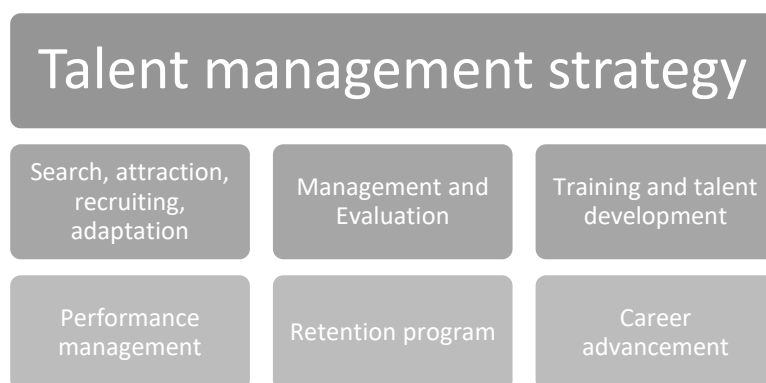 Talent management strategy
Search, attraction,
recruiting,
adaptation
Management and
Evaluation
Training and talent
development
Performance
management
Retention program
Career
advancement